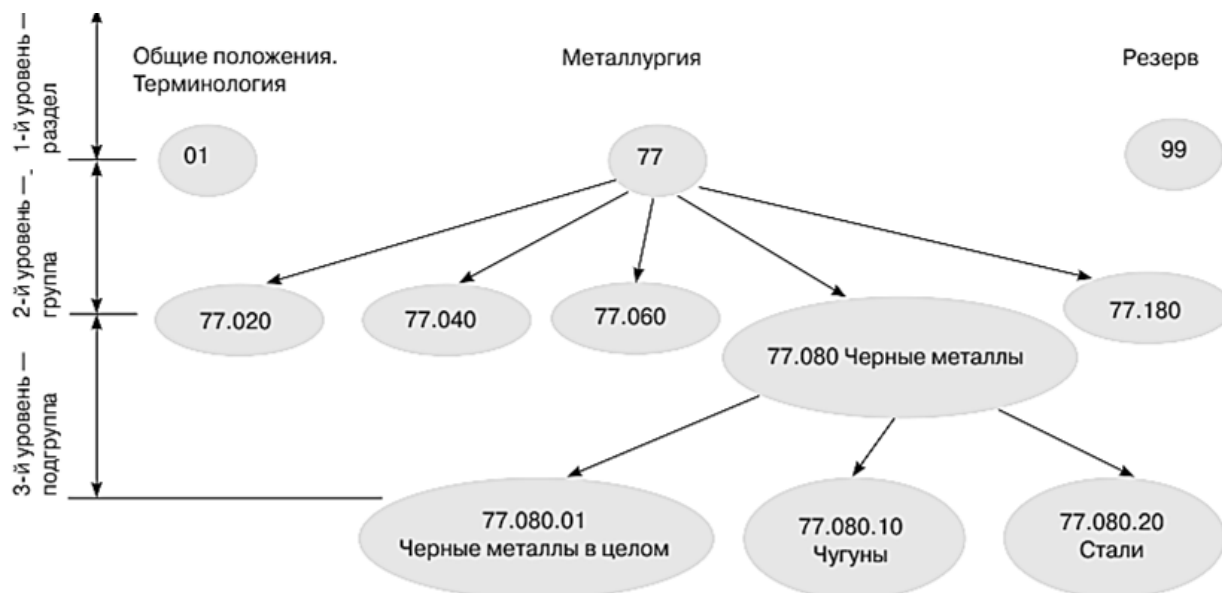 1-й уровень —
раздел
2-й уровень —
группа
3-й уровень —
подгруппа
Общие положения.
Терминология
Металлургия
Резерв
01
77
99
77.020
77.040
77.060
77.080 Черные металлы
77.180
77.080.01
Черные металлы в целом
77.080.10
Чугуны
77.080.20
Стали